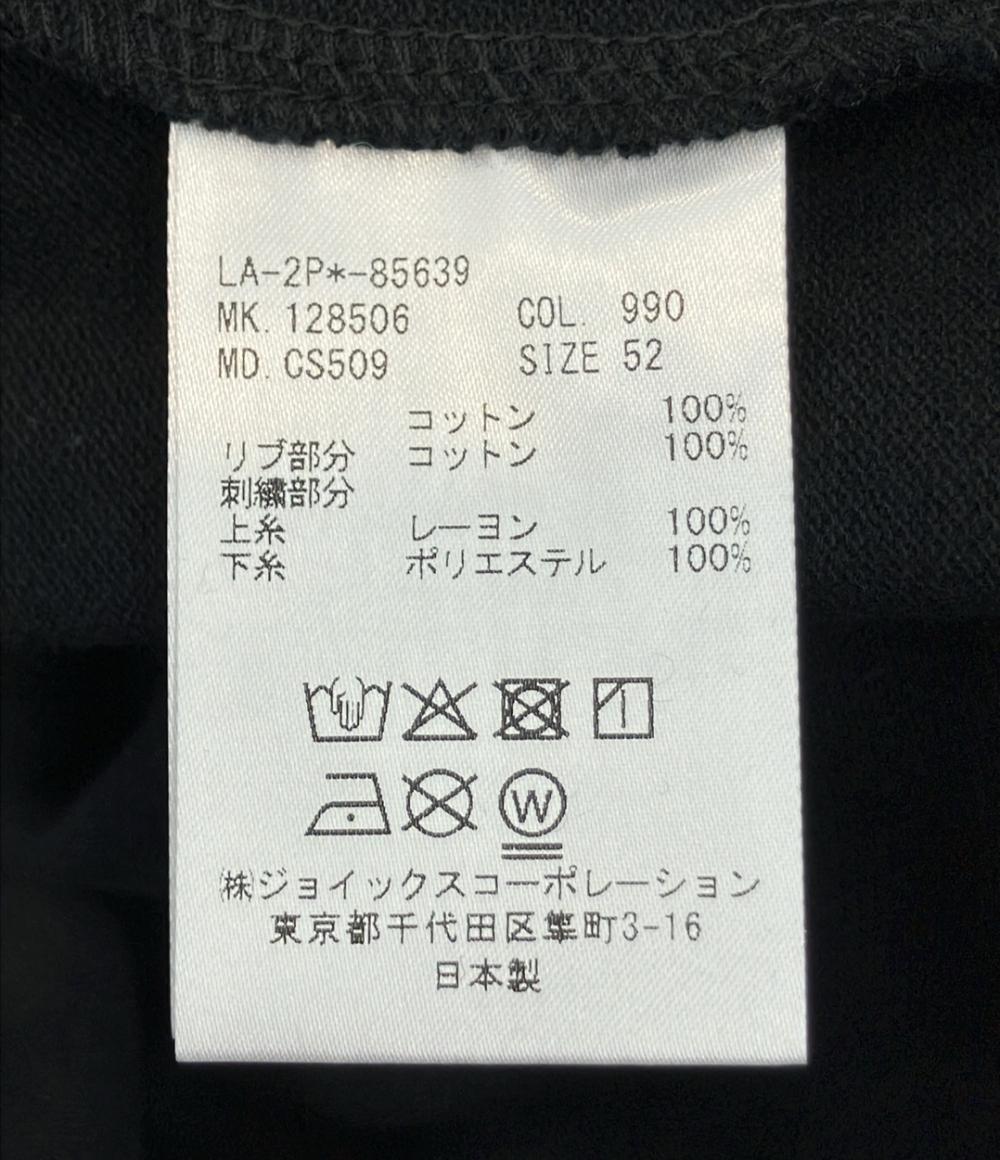 LA-2P*-85639
MK. 128506 COL. 990
MD. CS509 SIZE 52
コットン 100%
リブ部分 コットン 100%
刺繍部分
上糸 レーヨン 100%
下糸 ポリエステル 100%
W
(株)ジョイックスコーポレーション
東京都千代田区隼町3-16
日本製